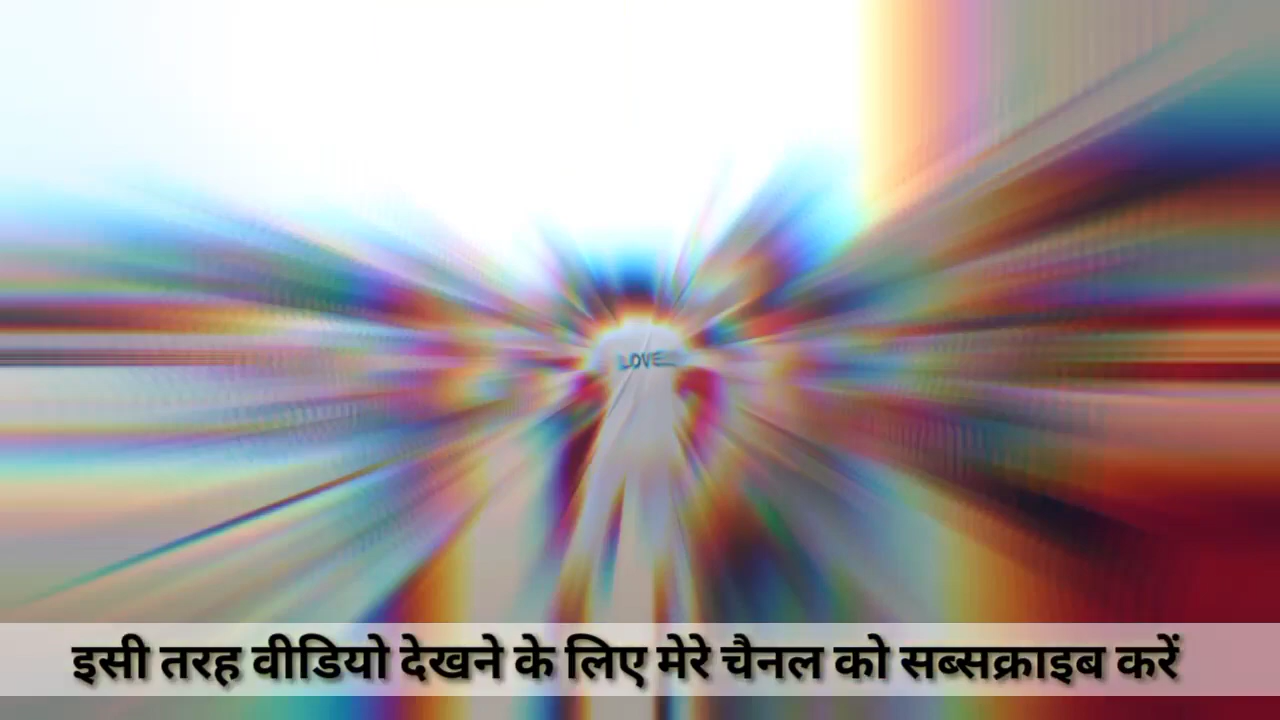 LOVE
इसी तरह वीडियो देखने के लिए मेरे चैनल को सब्सक्राइब करें